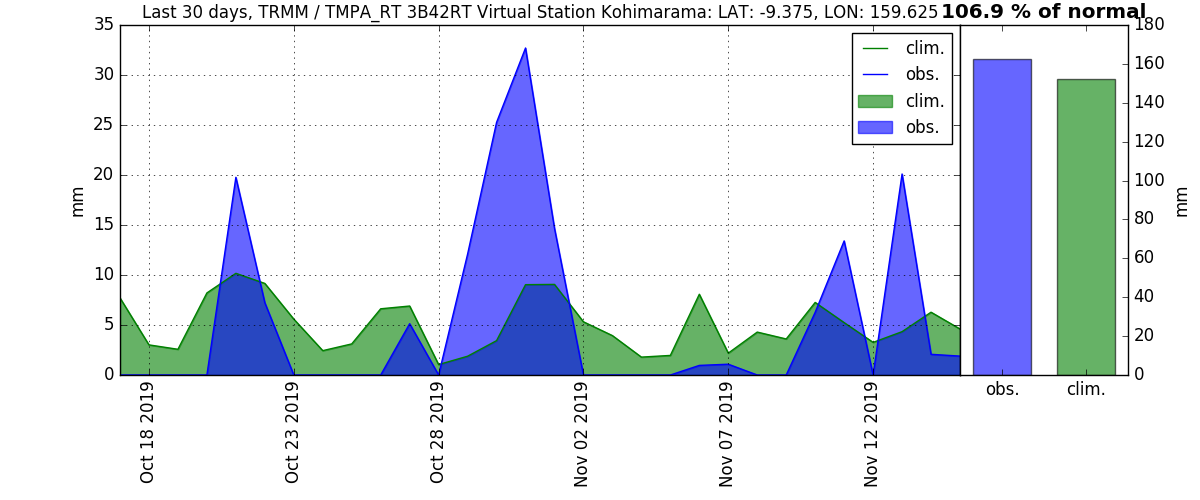 Last 30 days, TRMM / TMPA_RT 3B42RT Virtual Station Kohimarama: LAT: -9.375, LON: 159.625
106.9 % of normal
35
30
25
20
15
10
5
0
mm
clim.
obs.
clim.
obs.
Oct 18 2019
Oct 23 2019
Oct 28 2019
Nov 02 2019
Nov 07 2019
Nov 12 2019
180
160
140
120
100
80
60
40
20
0
mm
obs.
clim.